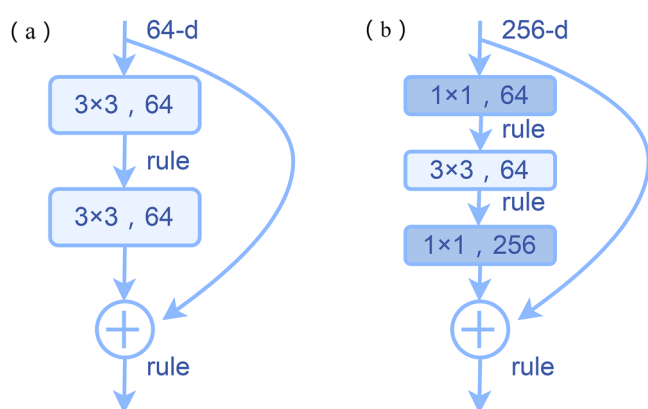 (a)
64-d
3×3 , 64
rule
3×3 , 64
rule
(b)
256-d
1×1 , 64
rule
3×3 , 64
rule
1×1 , 256
rule